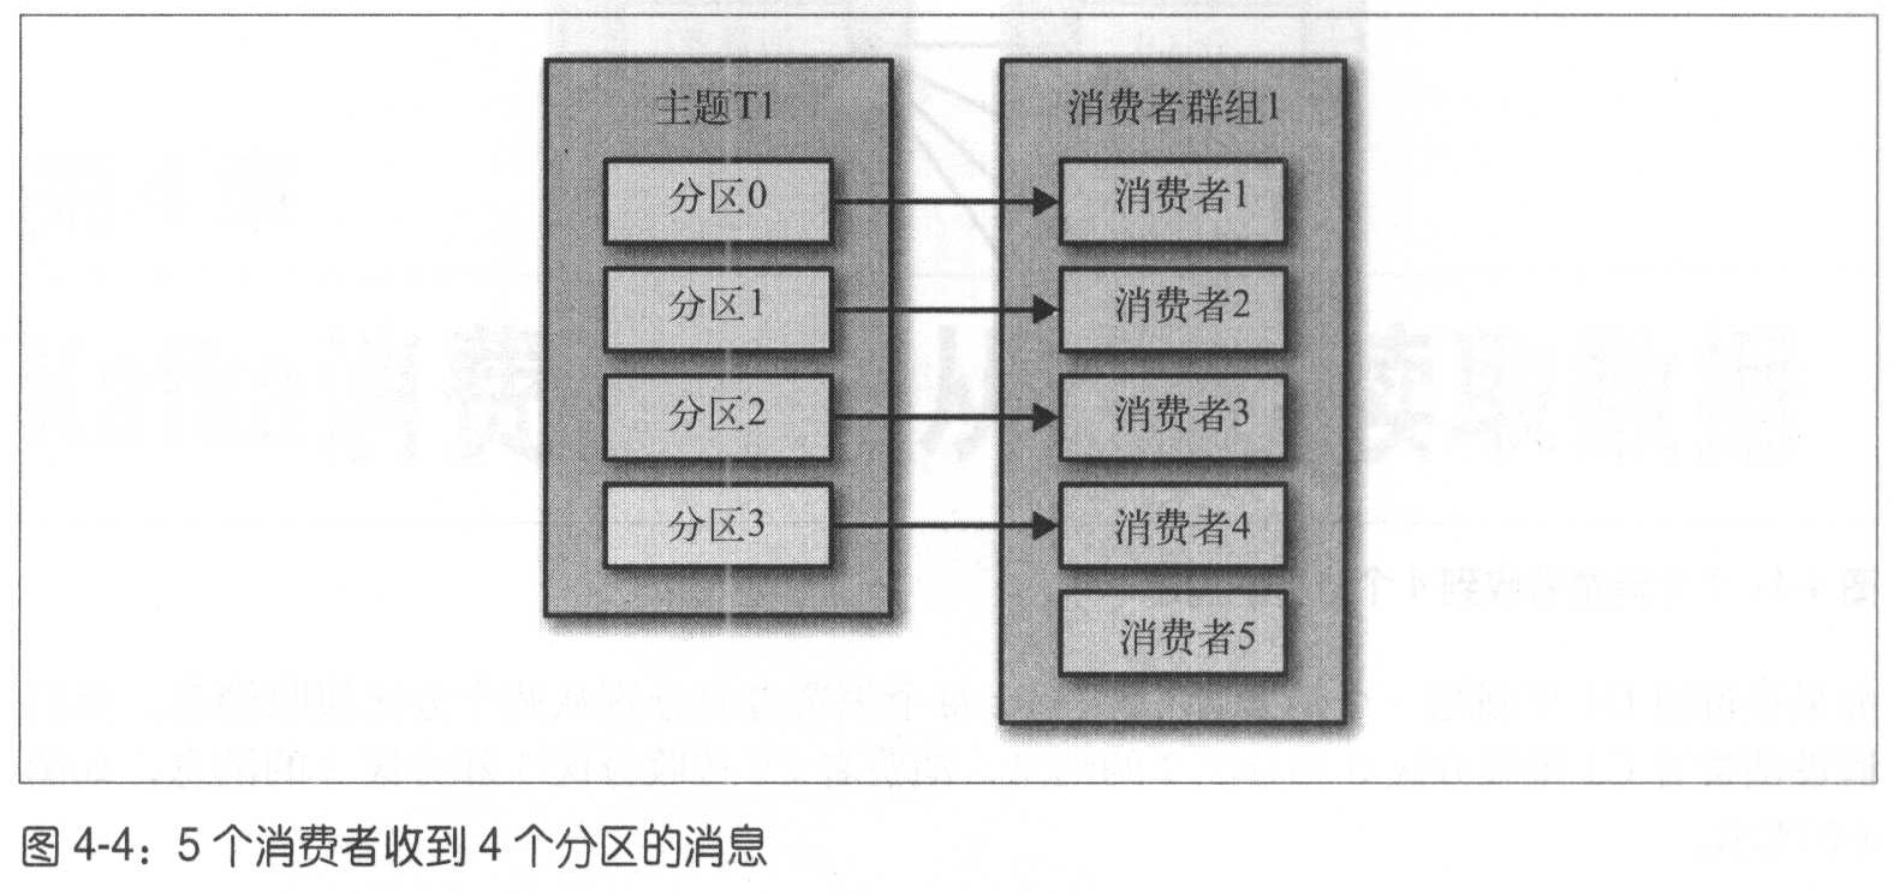 主题T1
分区0
分区1
分区2
分区3
消费者群组1
消费者1
消费者2
消费者3
消费者4
消费者5
图 4-4：5 个消费者收到 4 个分区的消息